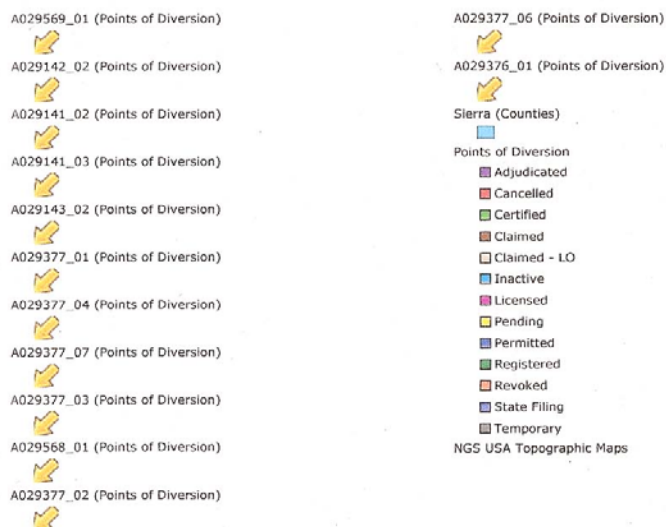 A029569_01 (Points of Diversion)
A029142_02 (Points of Diversion)
A029141_02 (Points of Diversion)
A029141_03 (Points of Diversion)
A029143_02 (Points of Diversion)
A029377_01 (Points of Diversion)
A029377_04 (Points of Diversion)
A029377_07 (Points of Diversion)
A029377_03 (Points of Diversion)
A029568_01 (Points of Diversion)
A029377_02 (Points of Diversion)
A029377_06 (Points of Diversion)
A029376_01 (Points of Diversion)
Sierra (Counties)
Points of Diversion
Adjudicated
Cancelled
Certified
Claimed
Claimed - LO
Inactive
Licensed
Pending
Permitted
Registered
Revoked
State Filing
Temporary
NGS USA Topographic Maps